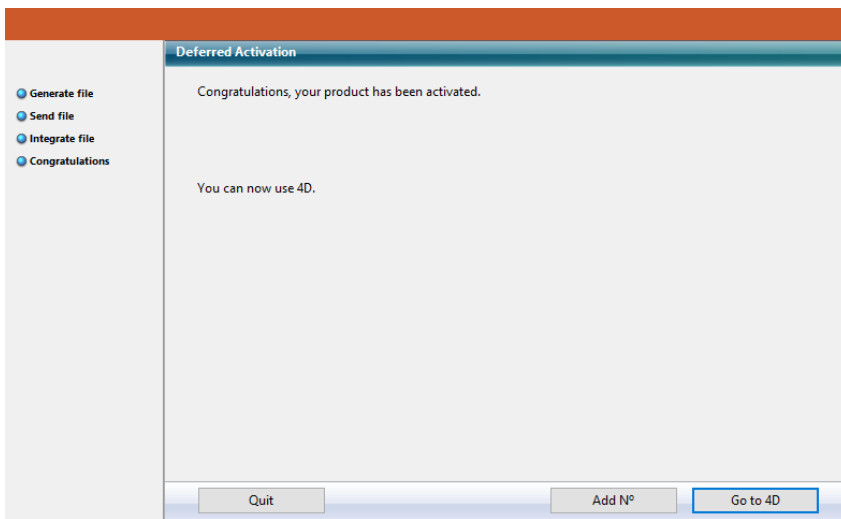 Deferred Activation
Generate file
Send file
Integrate file
Congratulations
Congratulations, your product has been activated.
You can now use 4D.
Quit
Add Nº
Go to 4D